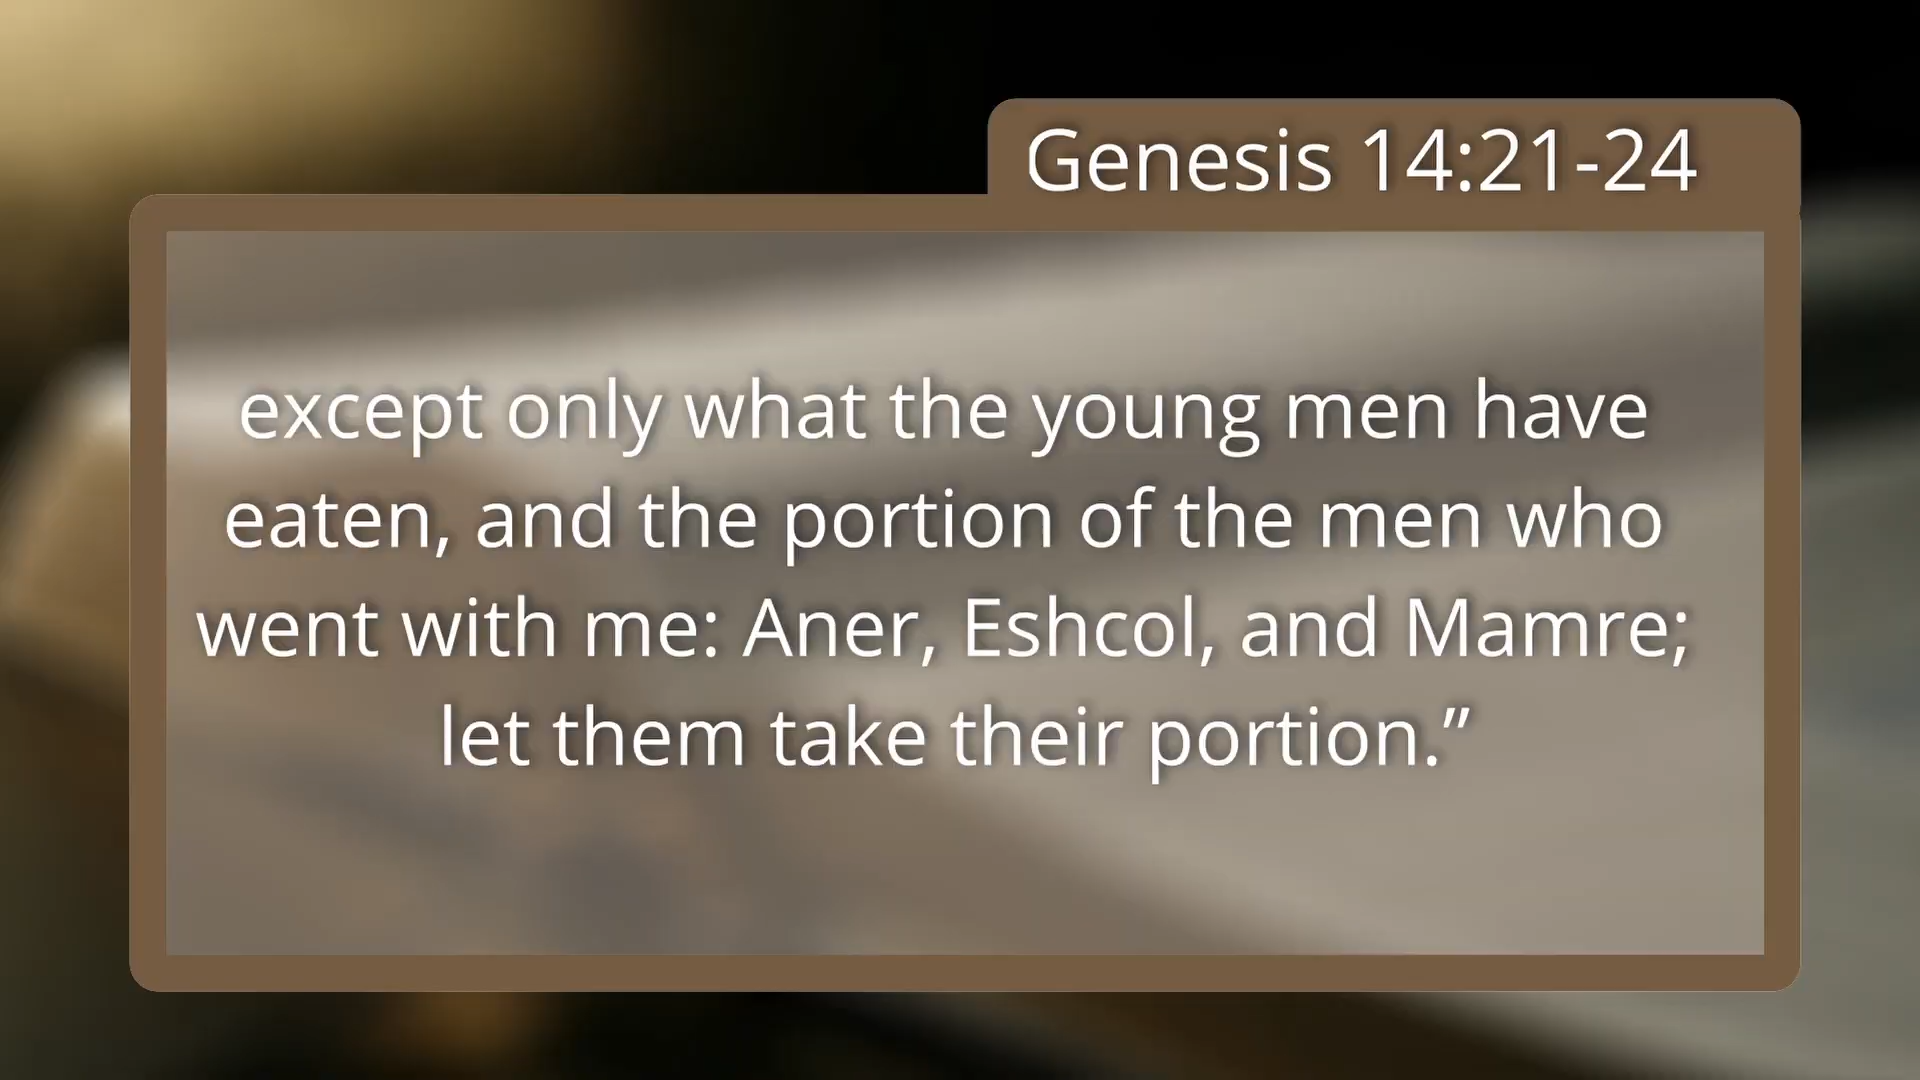 Genesis 14:21-24
except only what the young men have
eaten, and the portion of the men who
went with me: Aner, Eshcol, and Mamre;
let them take their portion.”